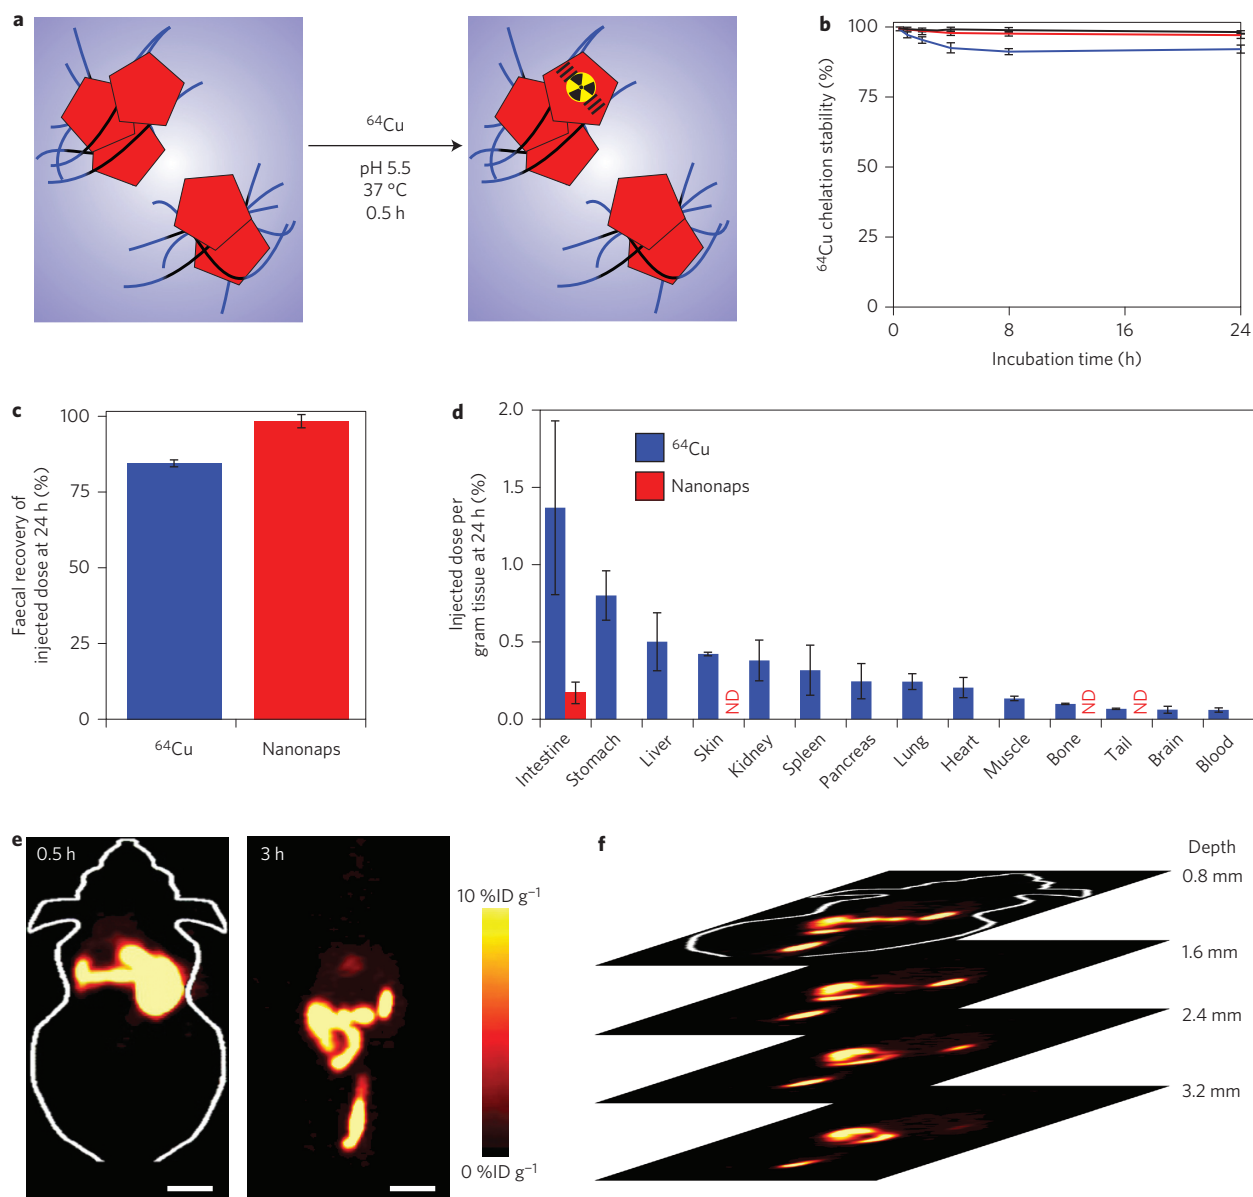 a
⁶⁴Cu
pH 5.5
37 °C
0.5 h
b
⁶⁴Cu chelation stability (%)
100
75
50
25
0
0 8 16 24
Incubation time (h)
c
Faecal recovery of
injected dose at 24 h (%)
100
75
50
25
0
⁶⁴Cu Nanonaps
d
Injected dose per
gram tissue at 24 h (%)
2.0
1.5
1.0
0.5
0.0
⁶⁴Cu
Nanonaps
ND ND ND
Intestine Stomach Liver Skin Kidney Spleen Pancreas Lung Heart Muscle Bone Tail Brain Blood
e
0.5 h
3 h
10 %ID g⁻¹
0 %ID g⁻¹
f
Depth
0.8 mm
1.6 mm
2.4 mm
3.2 mm